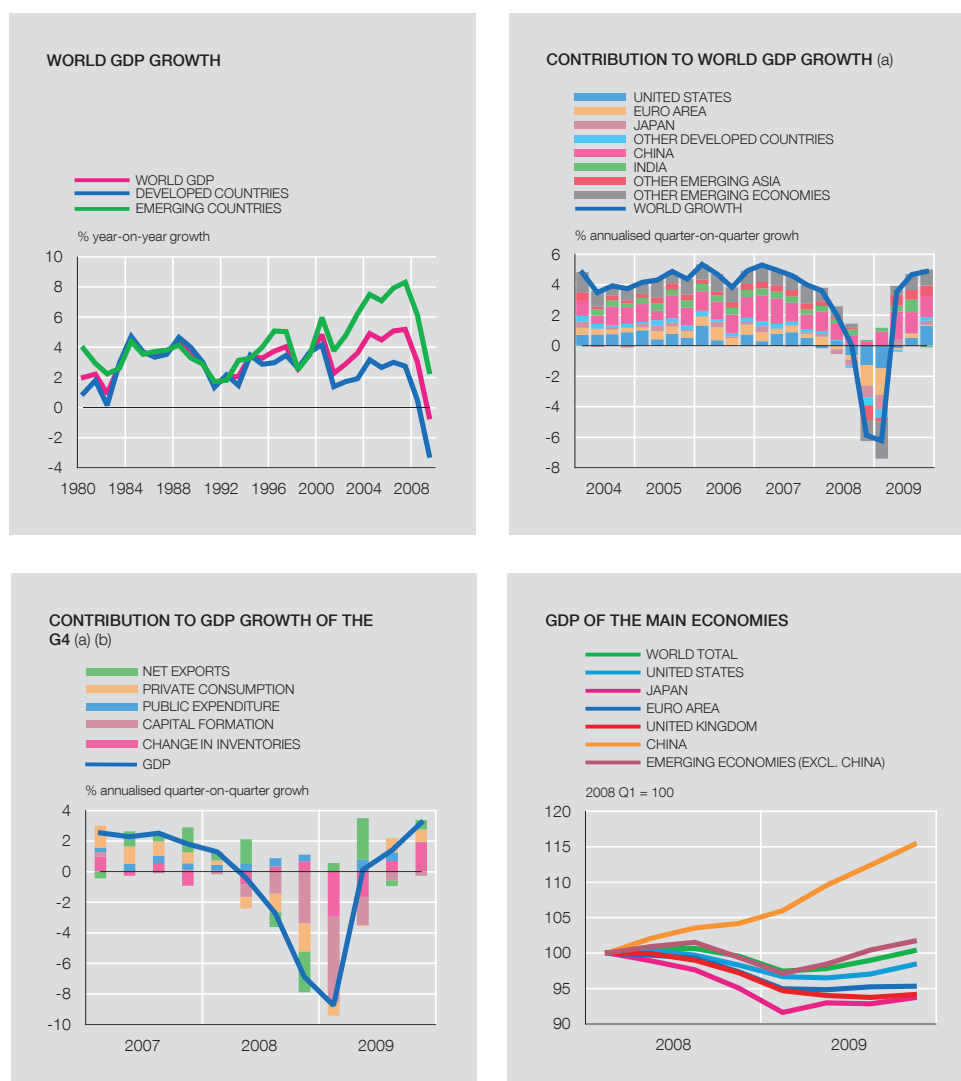 WORLD GDP GROWTH
WORLD GDP
DEVELOPED COUNTRIES
EMERGING COUNTRIES
% year-on-year growth
10
8
6
4
2
0
-2
-4
1980 1984 1988 1992 1996 2000 2004 2008
CONTRIBUTION TO WORLD GDP GROWTH (a)
UNITED STATES
EURO AREA
JAPAN
OTHER DEVELOPED COUNTRIES
CHINA
INDIA
OTHER EMERGING ASIA
OTHER EMERGING ECONOMIES
WORLD GROWTH
% annualised quarter-on-quarter growh
6
4
2
0
-2
-4
-6
-8
2004 2005 2006 2007 2008 2009
CONTRIBUTION TO GDP GROWTH OF THE
G4 (a) (b)
NET EXPORTS
PRIVATE CONSUMPTION
PUBLIC EXPENDITURE
CAPITAL FORMATION
CHANGE IN INVENTORIES
GDP
% annualised quarter-on-quarter growh
4
2
0
-2
-4
-6
-8
-10
2007 2008 2009
GDP OF THE MAIN ECONOMIES
WORLD TOTAL
UNITED STATES
JAPAN
EURO AREA
UNITED KINGDOM
CHINA
EMERGING ECONOMIES (EXCL. CHINA)
2008 Q1 = 100
120
115
110
105
100
95
90
2008 2009